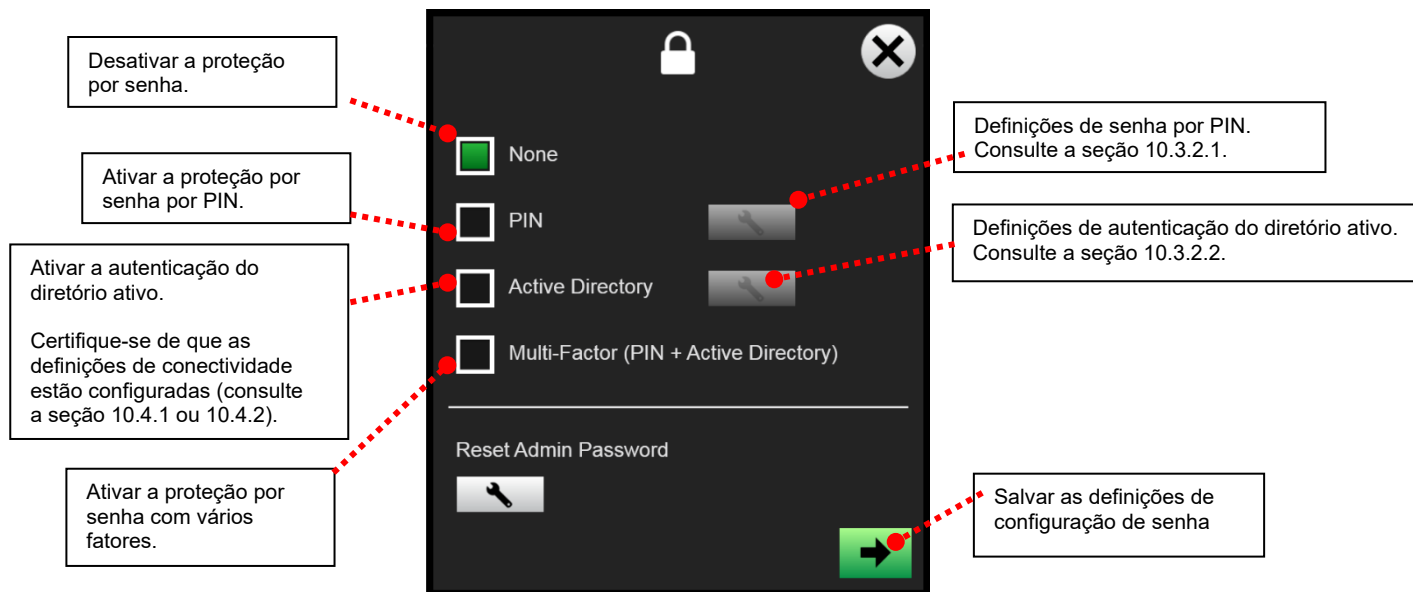 Desativar a proteção
por senha.
Ativar a proteção por
senha por PIN.
Ativar a autenticação do
diretório ativo.
Certifique-se de que as
definições de conectividade
estão configuradas (consulte
a seção 10.4.1 ou 10.4.2).
Ativar a proteção por
senha com vários
fatores.
None
PIN
Active Directory
Multi-Factor (PIN + Active Directory)
Reset Admin Password
Definições de senha por PIN.
Consulte a seção 10.3.2.1.
Definições de autenticação do diretório ativo.
Consulte a seção 10.3.2.2.
Salvar as definições de
configuração de senha